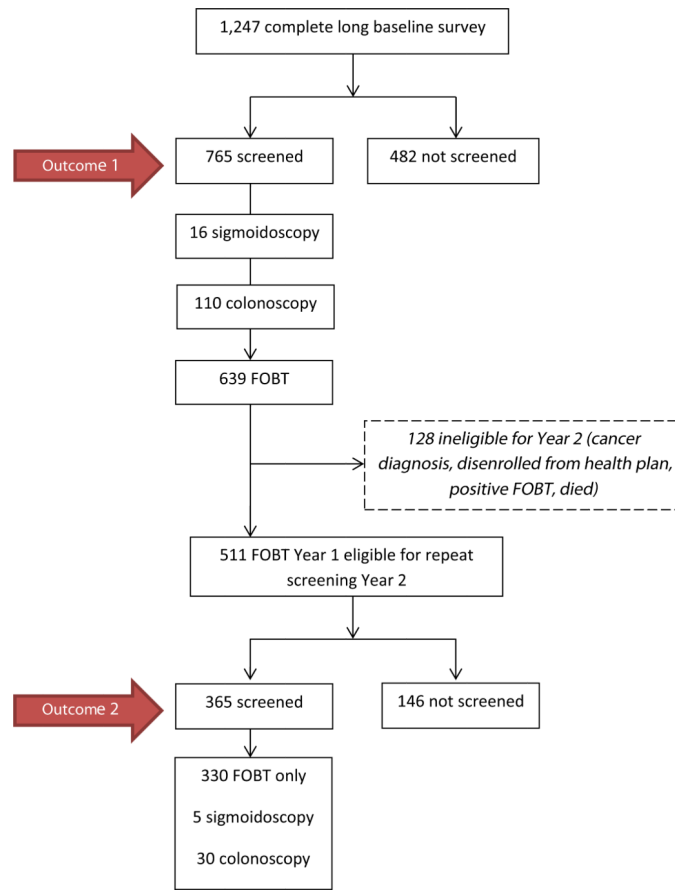 1,247 complete long baseline survey
Outcome 1
765 screened
482 not screened
16 sigmoidoscopy
110 colonoscopy
639 FOBT
128 ineligible for Year 2 (cancer
diagnosis, disenrolled from health plan,
positive FOBT, died)
511 FOBT Year 1 eligible for repeat
screening Year 2
Outcome 2
365 screened
146 not screened
330 FOBT only
5 sigmoidoscopy
30 colonoscopy